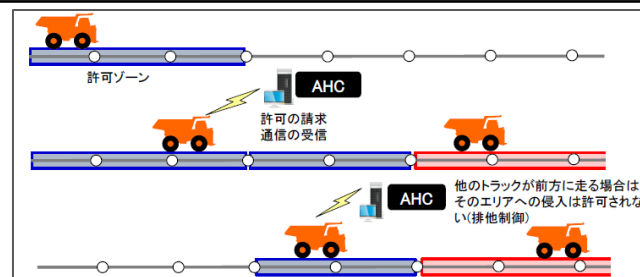 許可ゾーン
AHC
許可の請求
通信の受信
AHC
他のトラックが前方に走る場合は
そのエリアへの侵入は許可されな
い(排他制御)